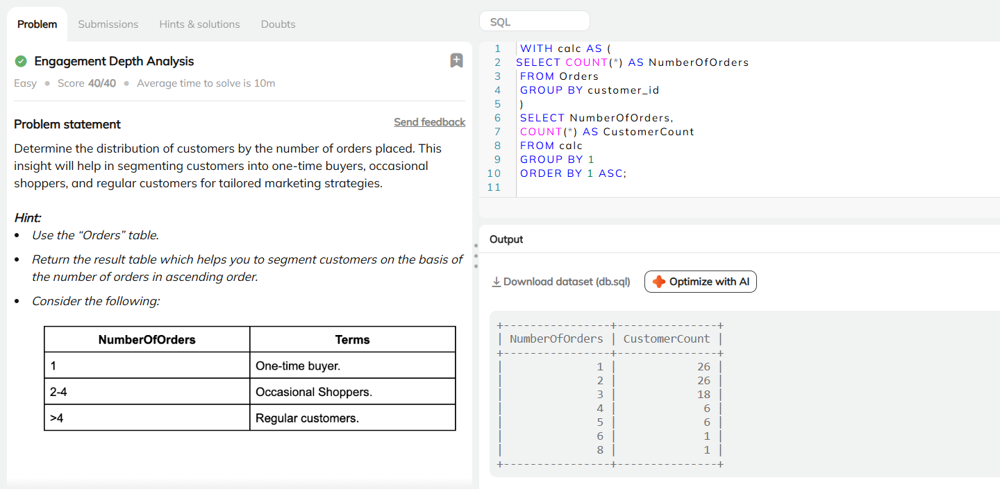 Problem Submissions Hints & solutions Doubts
Engagement Depth Analysis
Easy • Score 40/40 • Average time to solve is 10m
Problem statement
Send feedback
Determine the distribution of customers by the number of orders placed. This
insight will help in segmenting customers into one-time buyers, occasional
shoppers, and regular customers for tailored marketing strategies.
Hint:
• Use the “Orders” table.
• Return the result table which helps you to segment customers on the basis of
the number of orders in ascending order.
• Consider the following:
NumberOfOrders Terms
1 One-time buyer.
2-4 Occasional Shoppers.
>4 Regular customers.
SQL
1 WITH calc AS (
2 SELECT COUNT(*) AS NumberOfOrders
3 FROM Orders
4 GROUP BY customer_id
5 )
6 SELECT NumberOfOrders,
7 COUNT(*) AS CustomerCount
8 FROM calc
9 GROUP BY 1
10 ORDER BY 1 ASC;
11
Output
Download dataset (db.sql) Optimize with AI
+----------------+---------------+
| NumberOfOrders | CustomerCount |
+----------------+---------------+
| 1 | 26 |
| 2 | 26 |
| 3 | 18 |
| 4 | 6 |
| 5 | 6 |
| 6 | 1 |
| 8 | 1 |
+----------------+---------------+